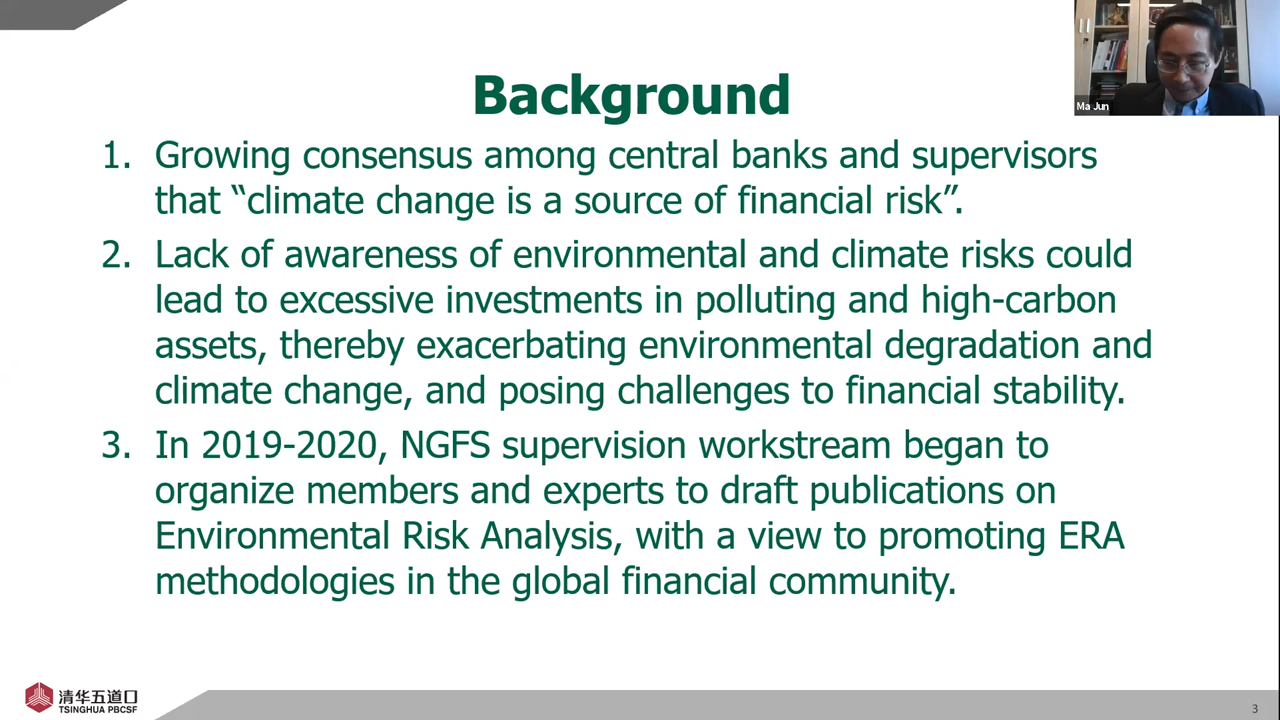 Background
Ma Jun
1. Growing consensus among central banks and supervisors
that “climate change is a source of financial risk”.
2. Lack of awareness of environmental and climate risks could
lead to excessive investments in polluting and high-carbon
assets, thereby exacerbating environmental degradation and
climate change, and posing challenges to financial stability.
3. In 2019-2020, NGFS supervision workstream began to
organize members and experts to draft publications on
Environmental Risk Analysis, with a view to promoting ERA
methodologies in the global financial community.
清华五道口
TSINGHUA PBCSF
3